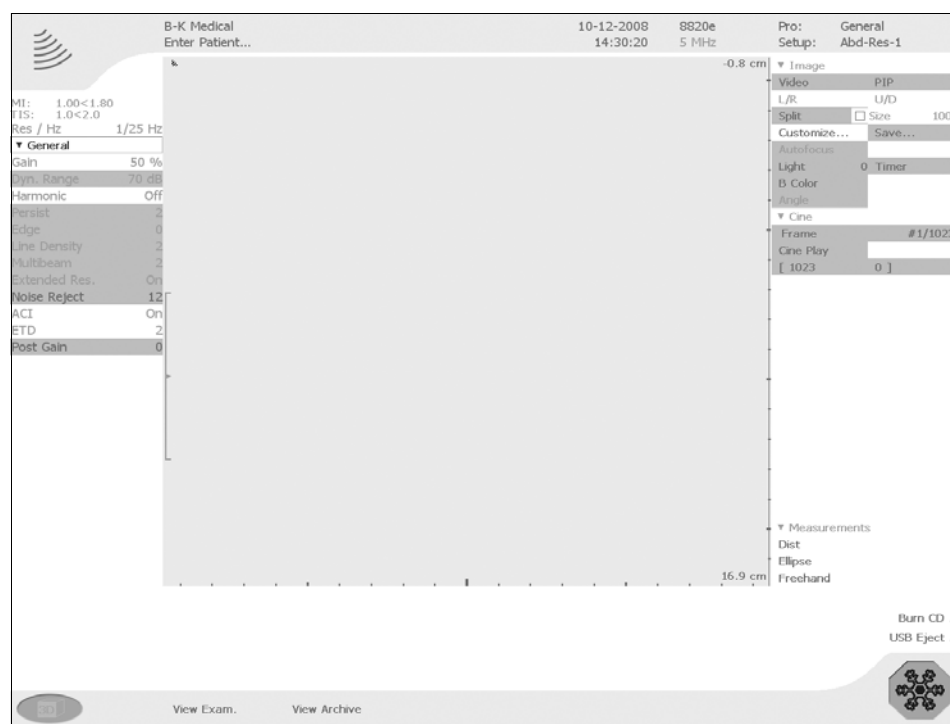 B-K Medical 10-12-2008 8820e Pro: General
Enter Patient... 14:30:20 5 MHz Setup: Abd-Res-1
-0.8 cm
MI: 1.00<1.80
TIS: 1.0<2.0
Res / Hz 1/25 Hz
▼ General
Gain 50 %
Dyn. Range 70 dB
Harmonic Off
Persist 2
Edge 0
Line Density 2
Multibeam 2
Extended Res. On
Noise Reject 12
ACI On
ETD 2
Post Gain 0
▼ Image
Video PIP
L/R U/D
Split Size 100
Customize... Save...
Autofocus
Light 0 Timer
B Color
Angle
▼ Cine
Frame #1/1023
Cine Play
[ 1023 0 ]
▼ Measurements
Dist
Ellipse
16.9 cm Freehand
Burn CD
USB Eject
3D View Exam. View Archive